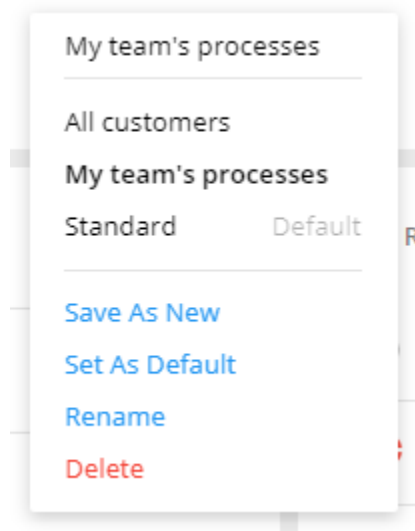 My team's processes
All customers
My team's processes
Standard Default
R
Save As New
Set As Default
Rename
Delete